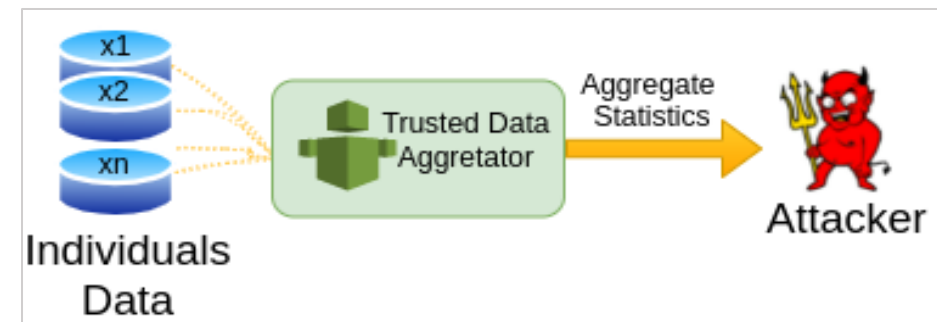 x1
x2
xn
Individuals
Data
Trusted Data
Aggretator
Aggregate
Statistics
Attacker